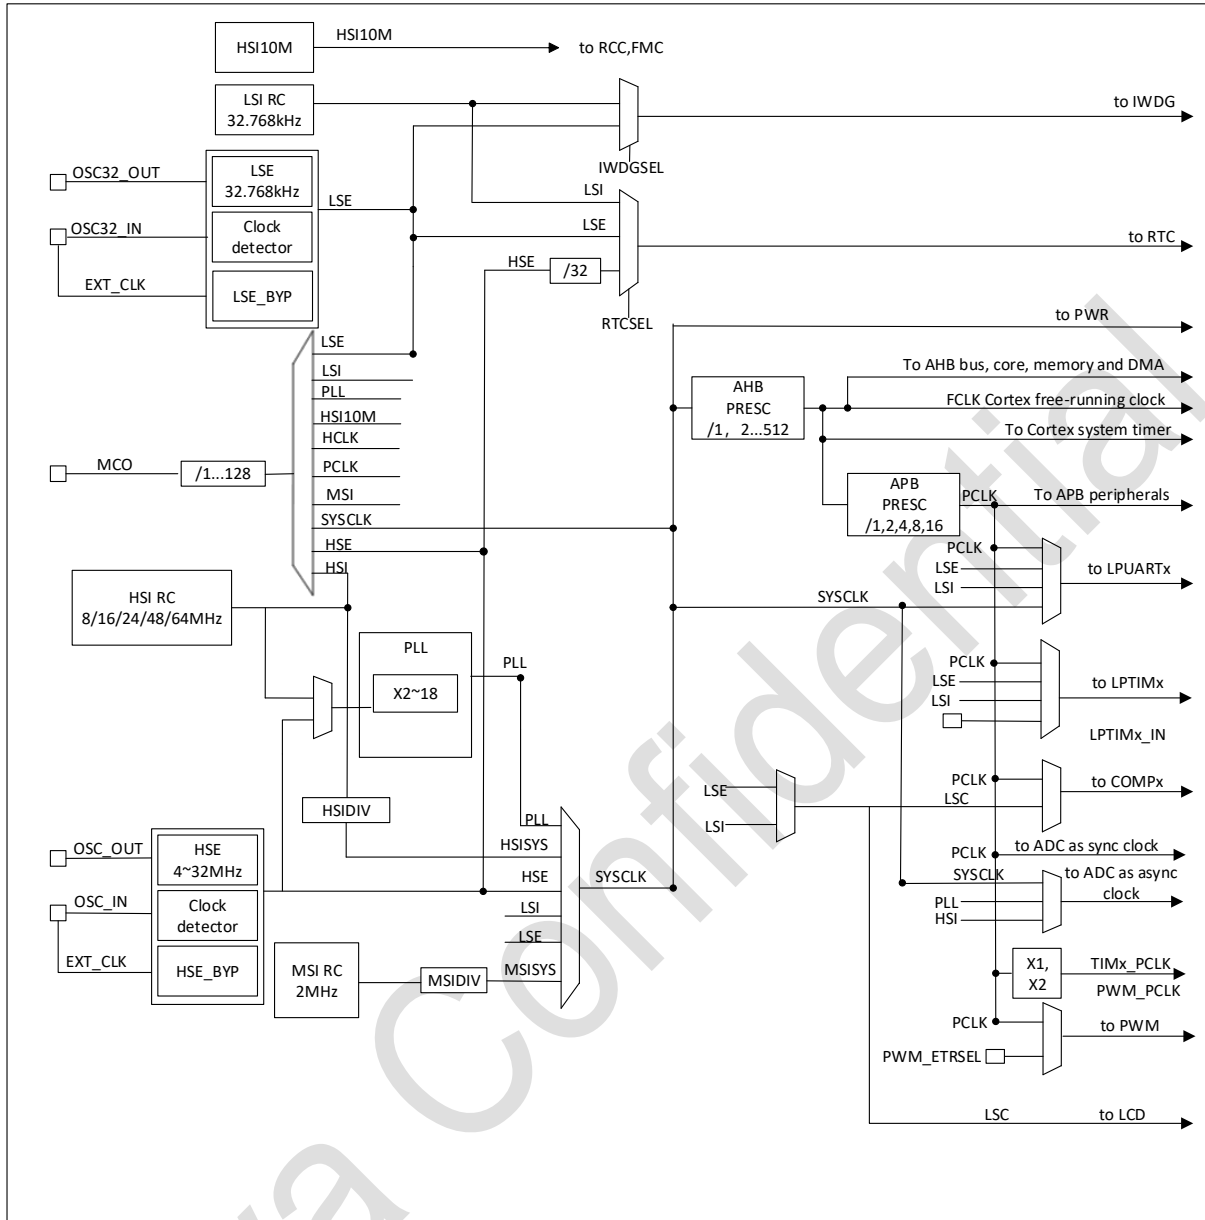 HSI10M
HSI10M
to RCC,FMC
LSI RC
32.768kHz
to IWDG
IWDGSEL
OSC32_OUT
LSE
32.768kHz
LSE
LSI
OSC32_IN
Clock
detector
LSE
to RTC
HSE
/32
EXT_CLK
LSE_BYP
RTCSEL
to PWR
LSE
LSI
PLL
HSI10M
HCLK
PCLK
MSI
SYSCLK
HSE
HSI
MCO
/1...128
AHB
PRESC
/1, 2...512
To AHB bus, core, memory and DMA
FCLK Cortex free-running clock
To Cortex system timer
APB
PRESC
/1,2,4,8,16
PCLK
To APB peripherals
PCLK
LSE
LSI
SYSCLK
to LPUARTx
HSI RC
8/16/24/48/64MHz
PLL
X2~18
PLL
PCLK
LSE
LSI
to LPTIMx
LPTIMx_IN
HSIDIV
LSE
LSI
PCLK
LSC
to COMPx
PLL
HSISYS
HSE
LSI
LSE
MSISYS
SYSCLK
OSC_OUT
HSE
4~32MHz
OSC_IN
Clock
detector
EXT_CLK
HSE_BYP
MSI RC
2MHz
MSIDIV
PCLK
to ADC as sync clock
SYSCLK
PLL
HSI
to ADC as async
clock
X1,
X2
TIMx_PCLK
PWM_PCLK
PCLK
to PWM
PWM_ETRSEL
LSC
to LCD
Confidential